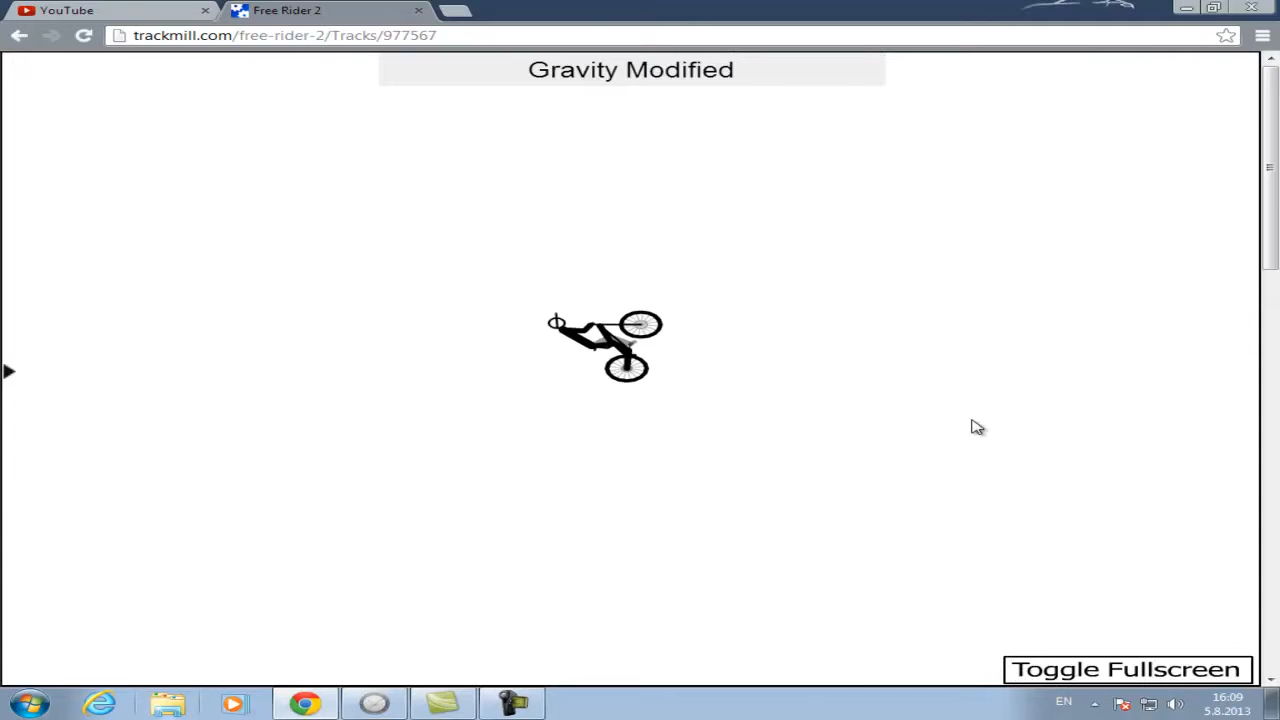 YouTube
Free Rider 2
trackmill.com/free-rider-2/Tracks/977567
Gravity Modified
Toggle Fullscreen
EN
16:09
5.8.2013